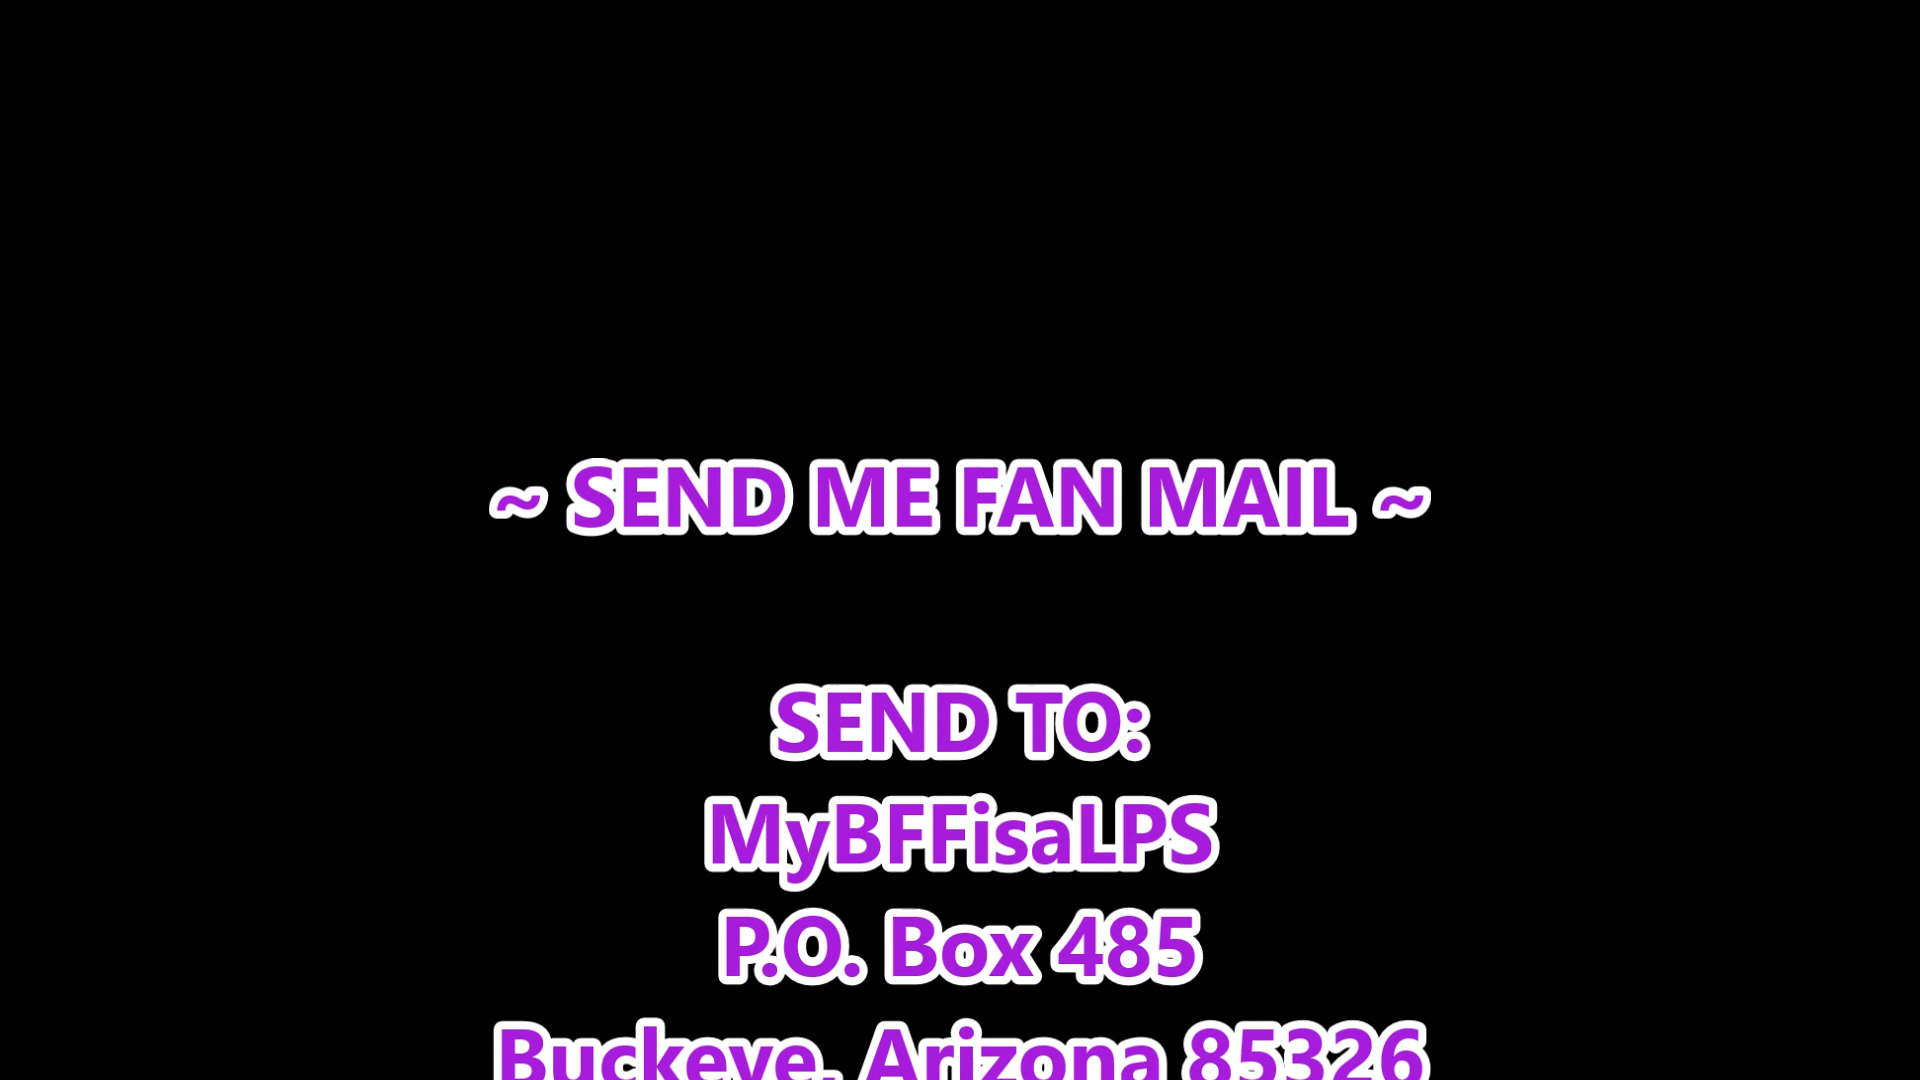 ~ SEND ME FAN MAIL ~
SEND TO:
MyBFFisaLPS
P.O. Box 485
Buckeye, Arizona 85326